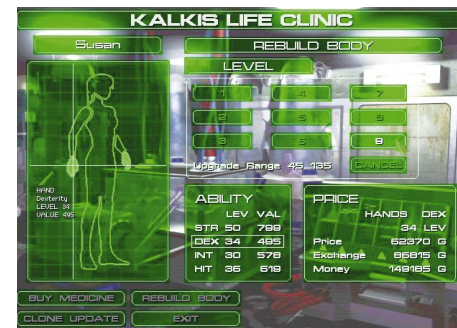 KALKIS LIFE CLINIC
Susan
REBUILD BODY
LEVEL
1 4 7
2 5 8
3 6 9
Upgrade Range 45 135
CANCEL
HAND
Dexterity
LEVEL 34
VALUE 495
ABILITY
LEV VAL
STR 50 799
DEX 34 495
INT 30 578
HIT 36 619
PRICE
HANDS DEX
34 LEV
Price 62370 G
Exchange 86815 G
Money 149185 G
BUY MEDICINE
REBUILD BODY
CLONE UPDATE
EXIT